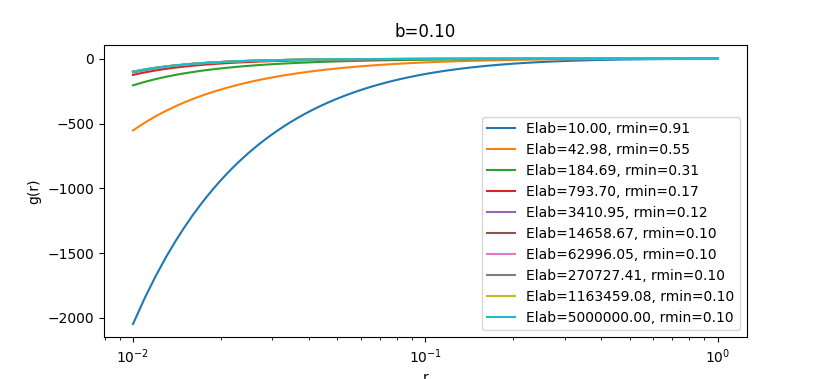 b=0.10
0
−500
−1000
−1500
−2000
g(r)
Elab=10.00, rmin=0.91
Elab=42.98, rmin=0.55
Elab=184.69, rmin=0.31
Elab=793.70, rmin=0.17
Elab=3410.95, rmin=0.12
Elab=14658.67, rmin=0.10
Elab=62996.05, rmin=0.10
Elab=270727.41, rmin=0.10
Elab=1163459.08, rmin=0.10
Elab=5000000.00, rmin=0.10
10⁻² 10⁻¹ 10⁰
r